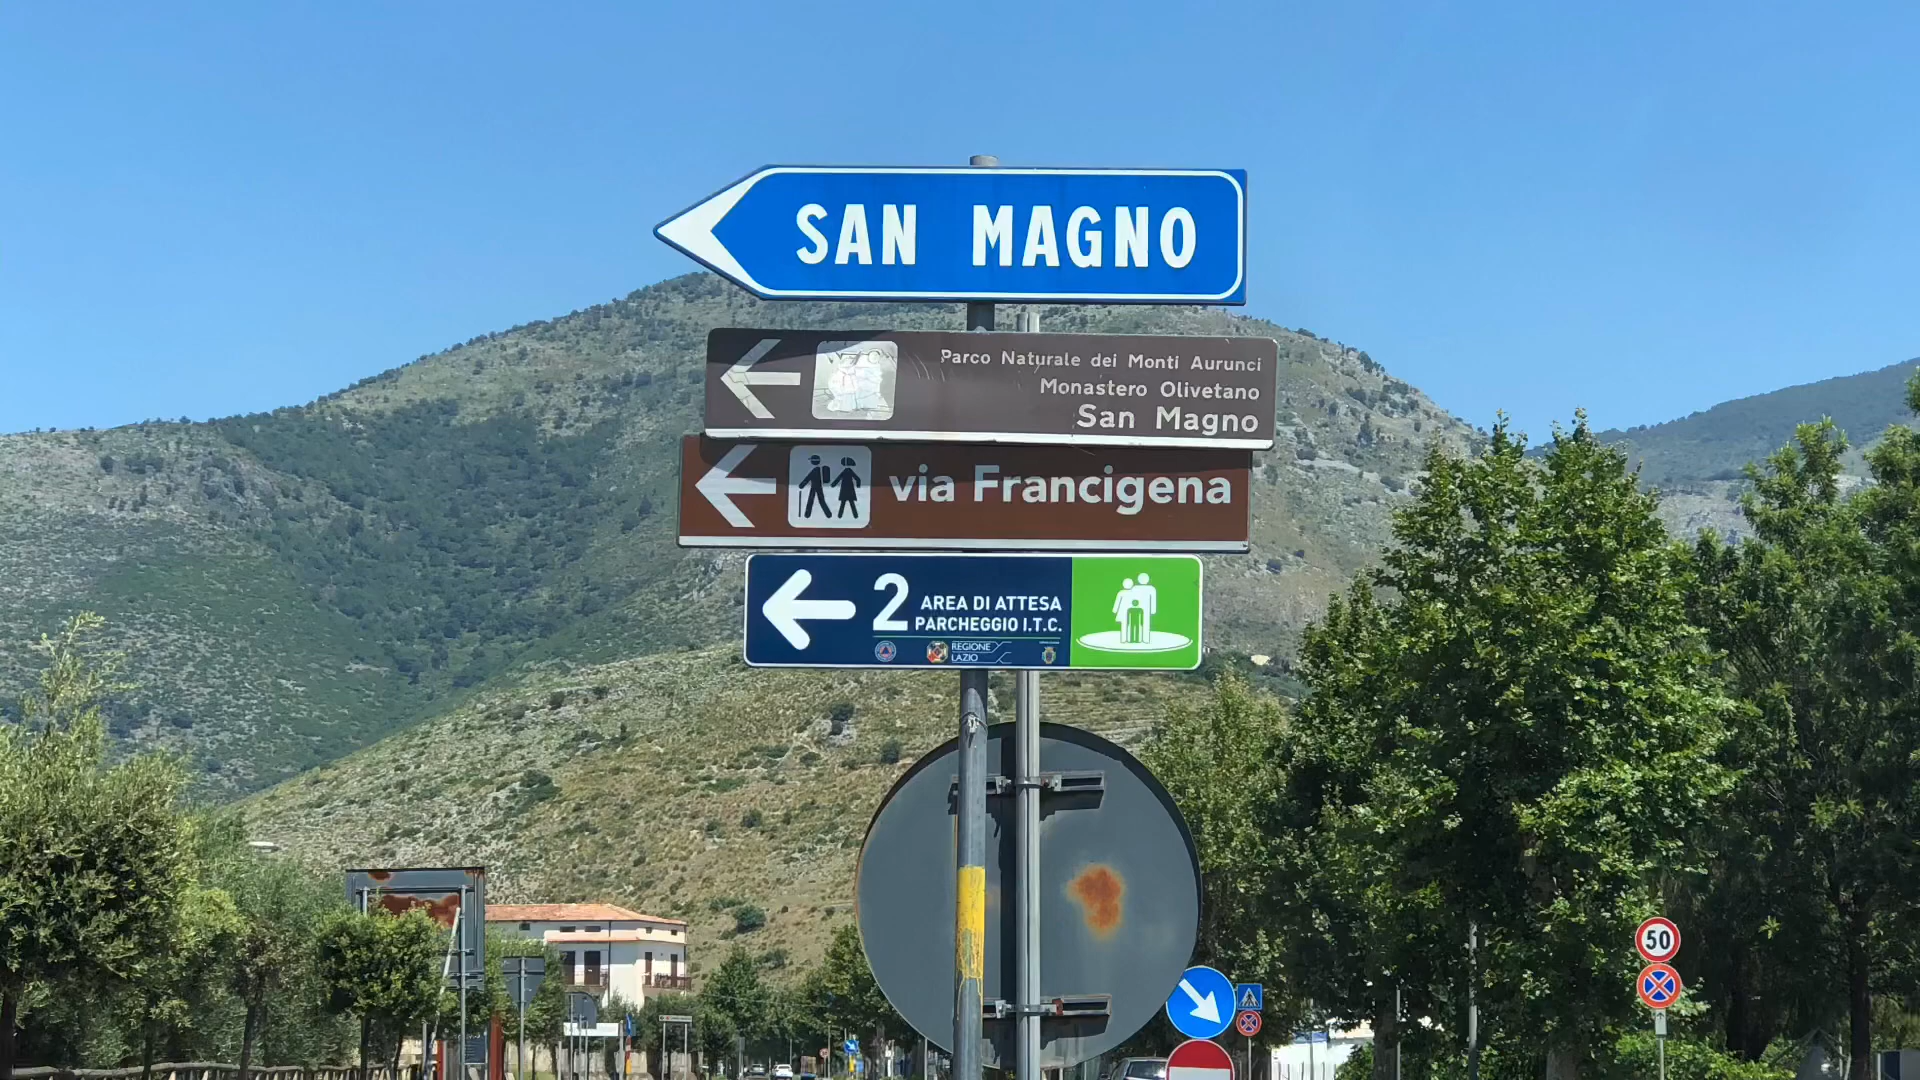 SAN MAGNO
Parco Naturale dei Monti Aurunci
Monastero Olivetano
San Magno
via Francigena
2
AREA DI ATTESA
PARCHEGGIO I.T.C.
REGIONE
LAZIO
50